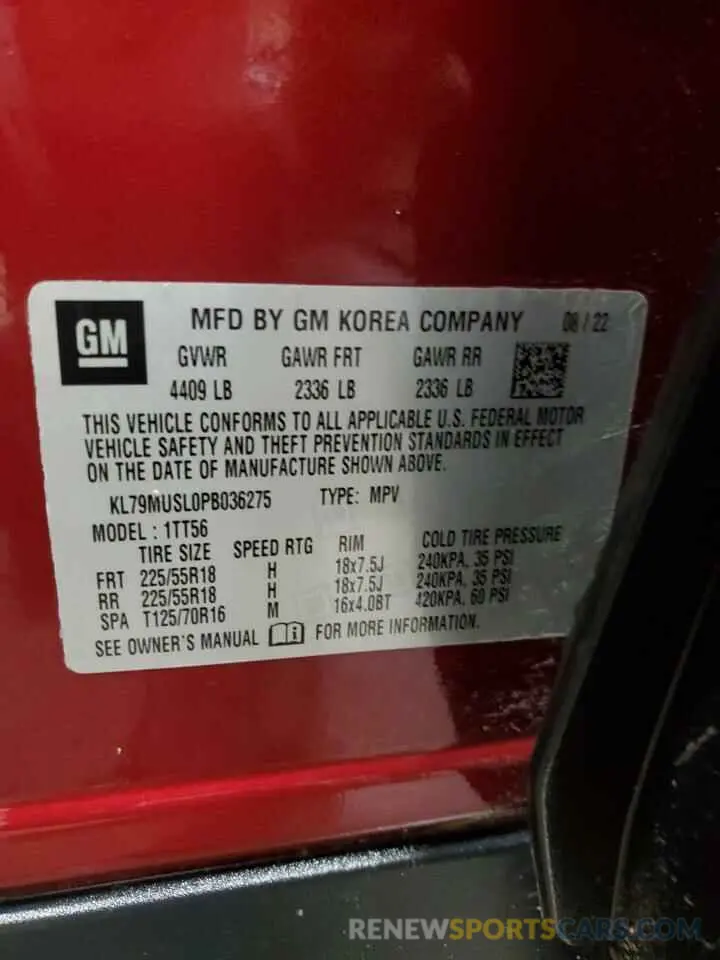 GM
MFD BY GM KOREA COMPANY 08/22
GVWR GAWR FRT GAWR RR
4409 LB 2336 LB 2336 LB
THIS VEHICLE CONFORMS TO ALL APPLICABLE U.S. FEDERAL MOTOR
VEHICLE SAFETY AND THEFT PREVENTION STANDARDS IN EFFECT
ON THE DATE OF MANUFACTURE SHOWN ABOVE.
KL79MUSL0PB036275 TYPE: MPV
MODEL : 1TT56
TIRE SIZE SPEED RTG RIM COLD TIRE PRESSURE
FRT 225/55R18 H 18x7.5J 240KPA, 35 PSI
RR 225/55R18 H 18x7.5J 240KPA, 35 PSI
SPA T125/70R16 M 16x4.0BT 420KPA, 60 PSI
SEE OWNER'S MANUAL FOR MORE INFORMATION.
RENEWSPORTSCARS.COM